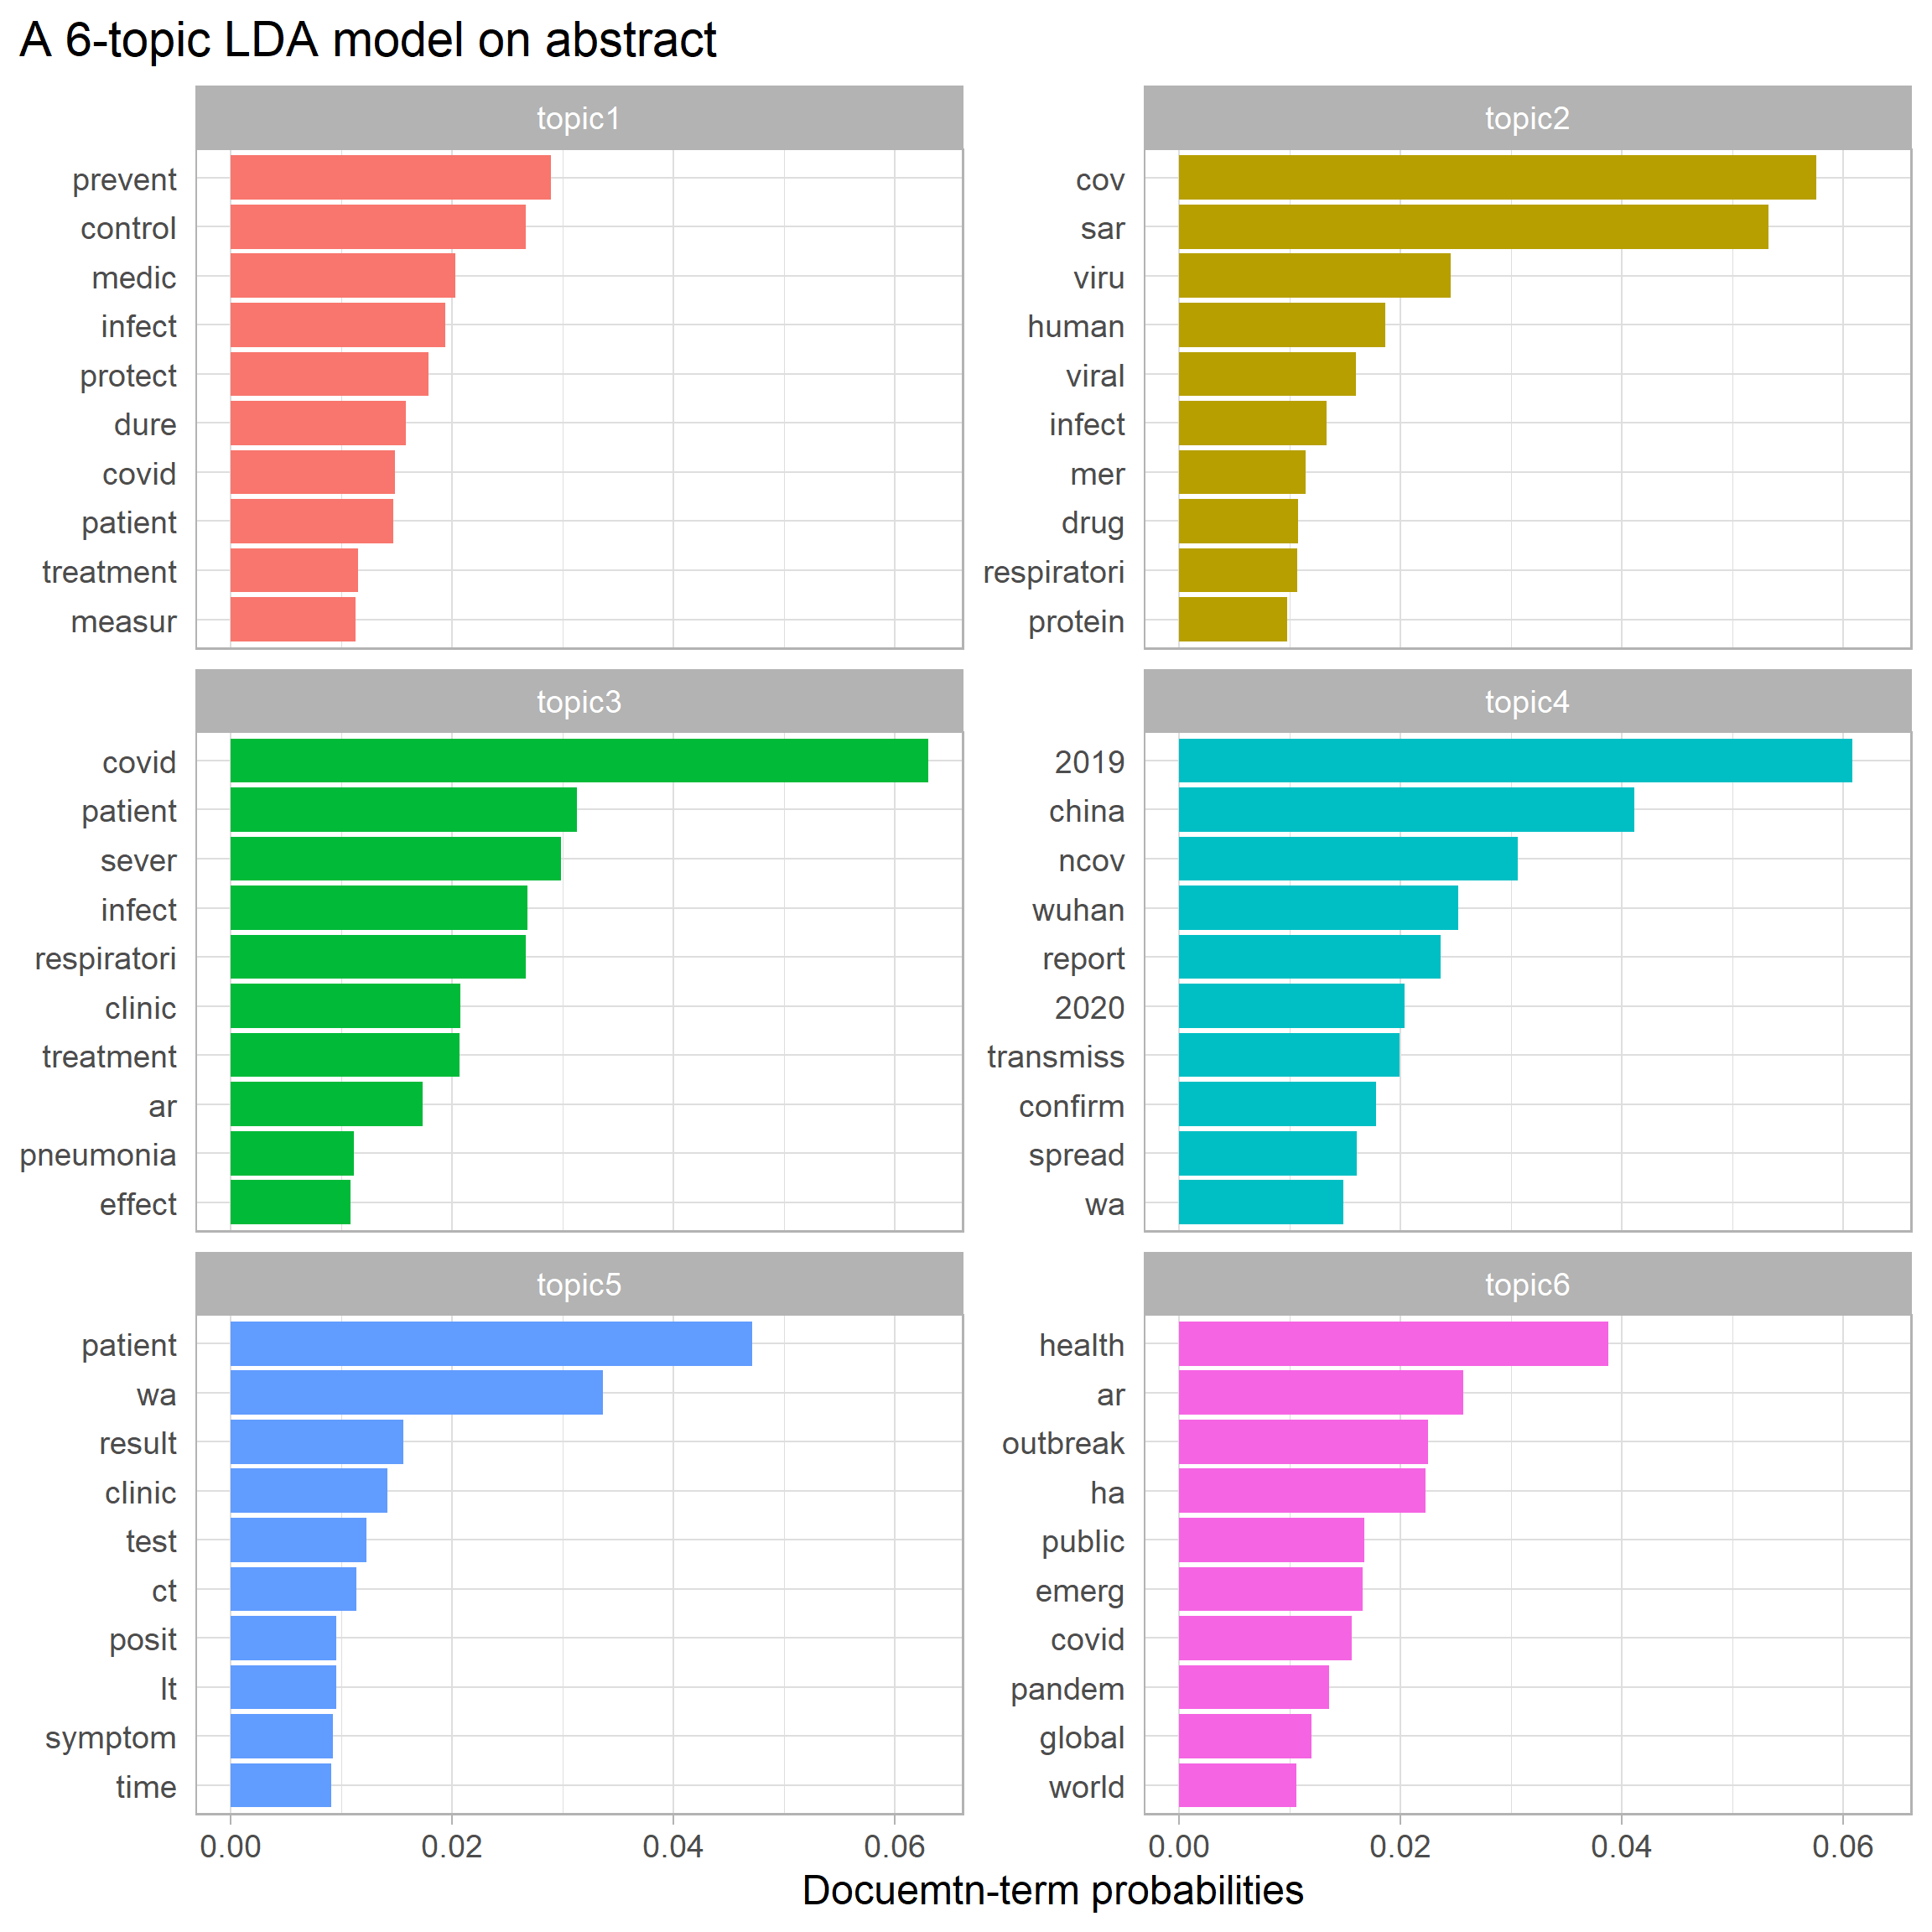 A 6-topic LDA model on abstract
topic1
prevent
control
medic
infect
protect
dure
covid
patient
treatment
measur
topic2
cov
sar
viru
human
viral
infect
mer
drug
respiratori
protein
topic3
covid
patient
sever
infect
respiratori
clinic
treatment
ar
pneumonia
effect
topic4
2019
china
ncov
wuhan
report
2020
transmiss
confirm
spread
wa
topic5
patient
wa
result
clinic
test
ct
posit
lt
symptom
time
topic6
health
ar
outbreak
ha
public
emerg
covid
pandem
global
world
0.00 0.02 0.04 0.06
0.00 0.02 0.04 0.06
Docuemtn-term probabilities